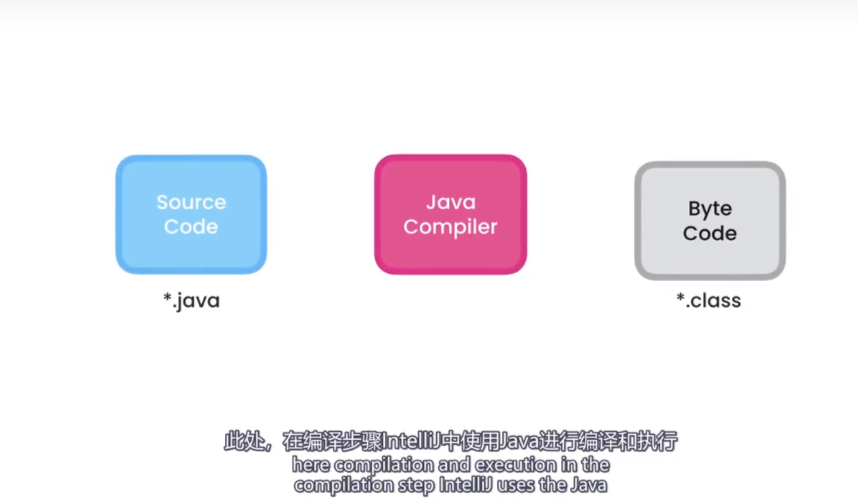 Source
Code
Java
Compiler
Byte
Code
*.java
*.class
此处，在编译步骤IntelliJ中使用Java进行编译和执行
here compilation and execution in the
compilation step IntelliJ uses the Java